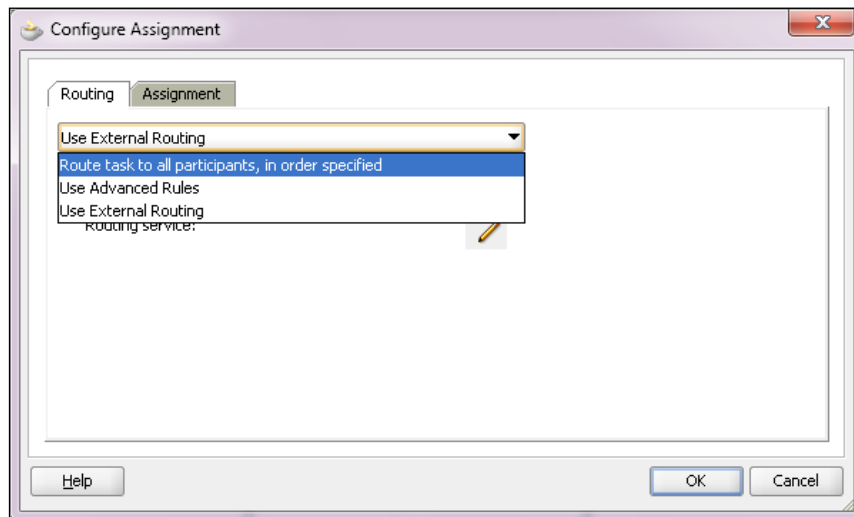 Configure Assignment
Routing Assignment
Use External Routing
Route task to all participants, in order specified
Use Advanced Rules
Use External Routing
Routing service:
Help OK Cancel